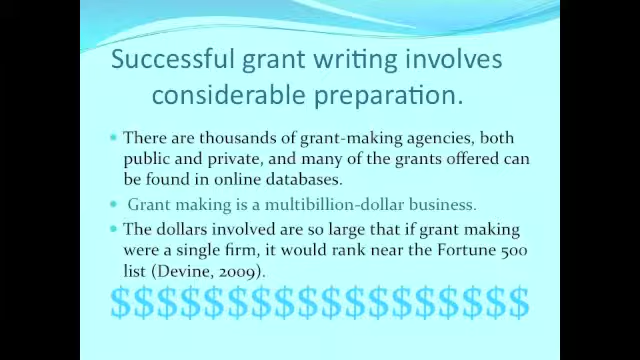 Successful grant writing involves
considerable preparation.
There are thousands of grant-making agencies, both
public and private, and many of the grants offered can
be found in online databases.
Grant making is a multibillion-dollar business.
The dollars involved are so large that if grant making
were a single firm, it would rank near the Fortune 500
list (Devine, 2009).
$$$$$$$$$$$$$$$$$$